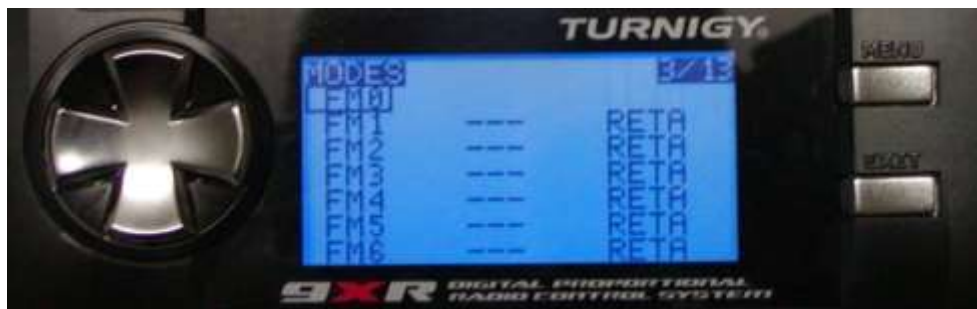 TURNIGY®
MENU
MODES 3/13
FM0
FM1 --- RETA
FM2 --- RETA
FM3 --- RETA
FM4 --- RETA
FM5 --- RETA
FM6 --- RETA
EXIT
9XR DIGITAL PROPORTIONAL
RADIO CONTROL SYSTEM